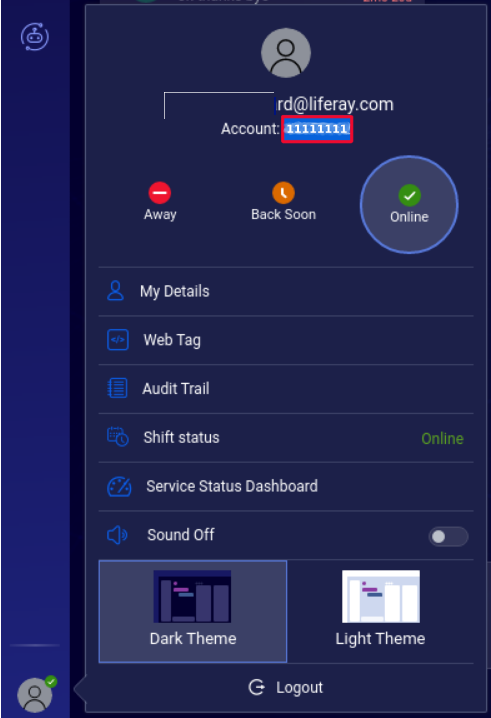 rd@liferay.com
Account: 11111111
Away
Back Soon
Online
My Details
Web Tag
Audit Trail
Shift status Online
Service Status Dashboard
Sound Off
Dark Theme
Light Theme
Logout